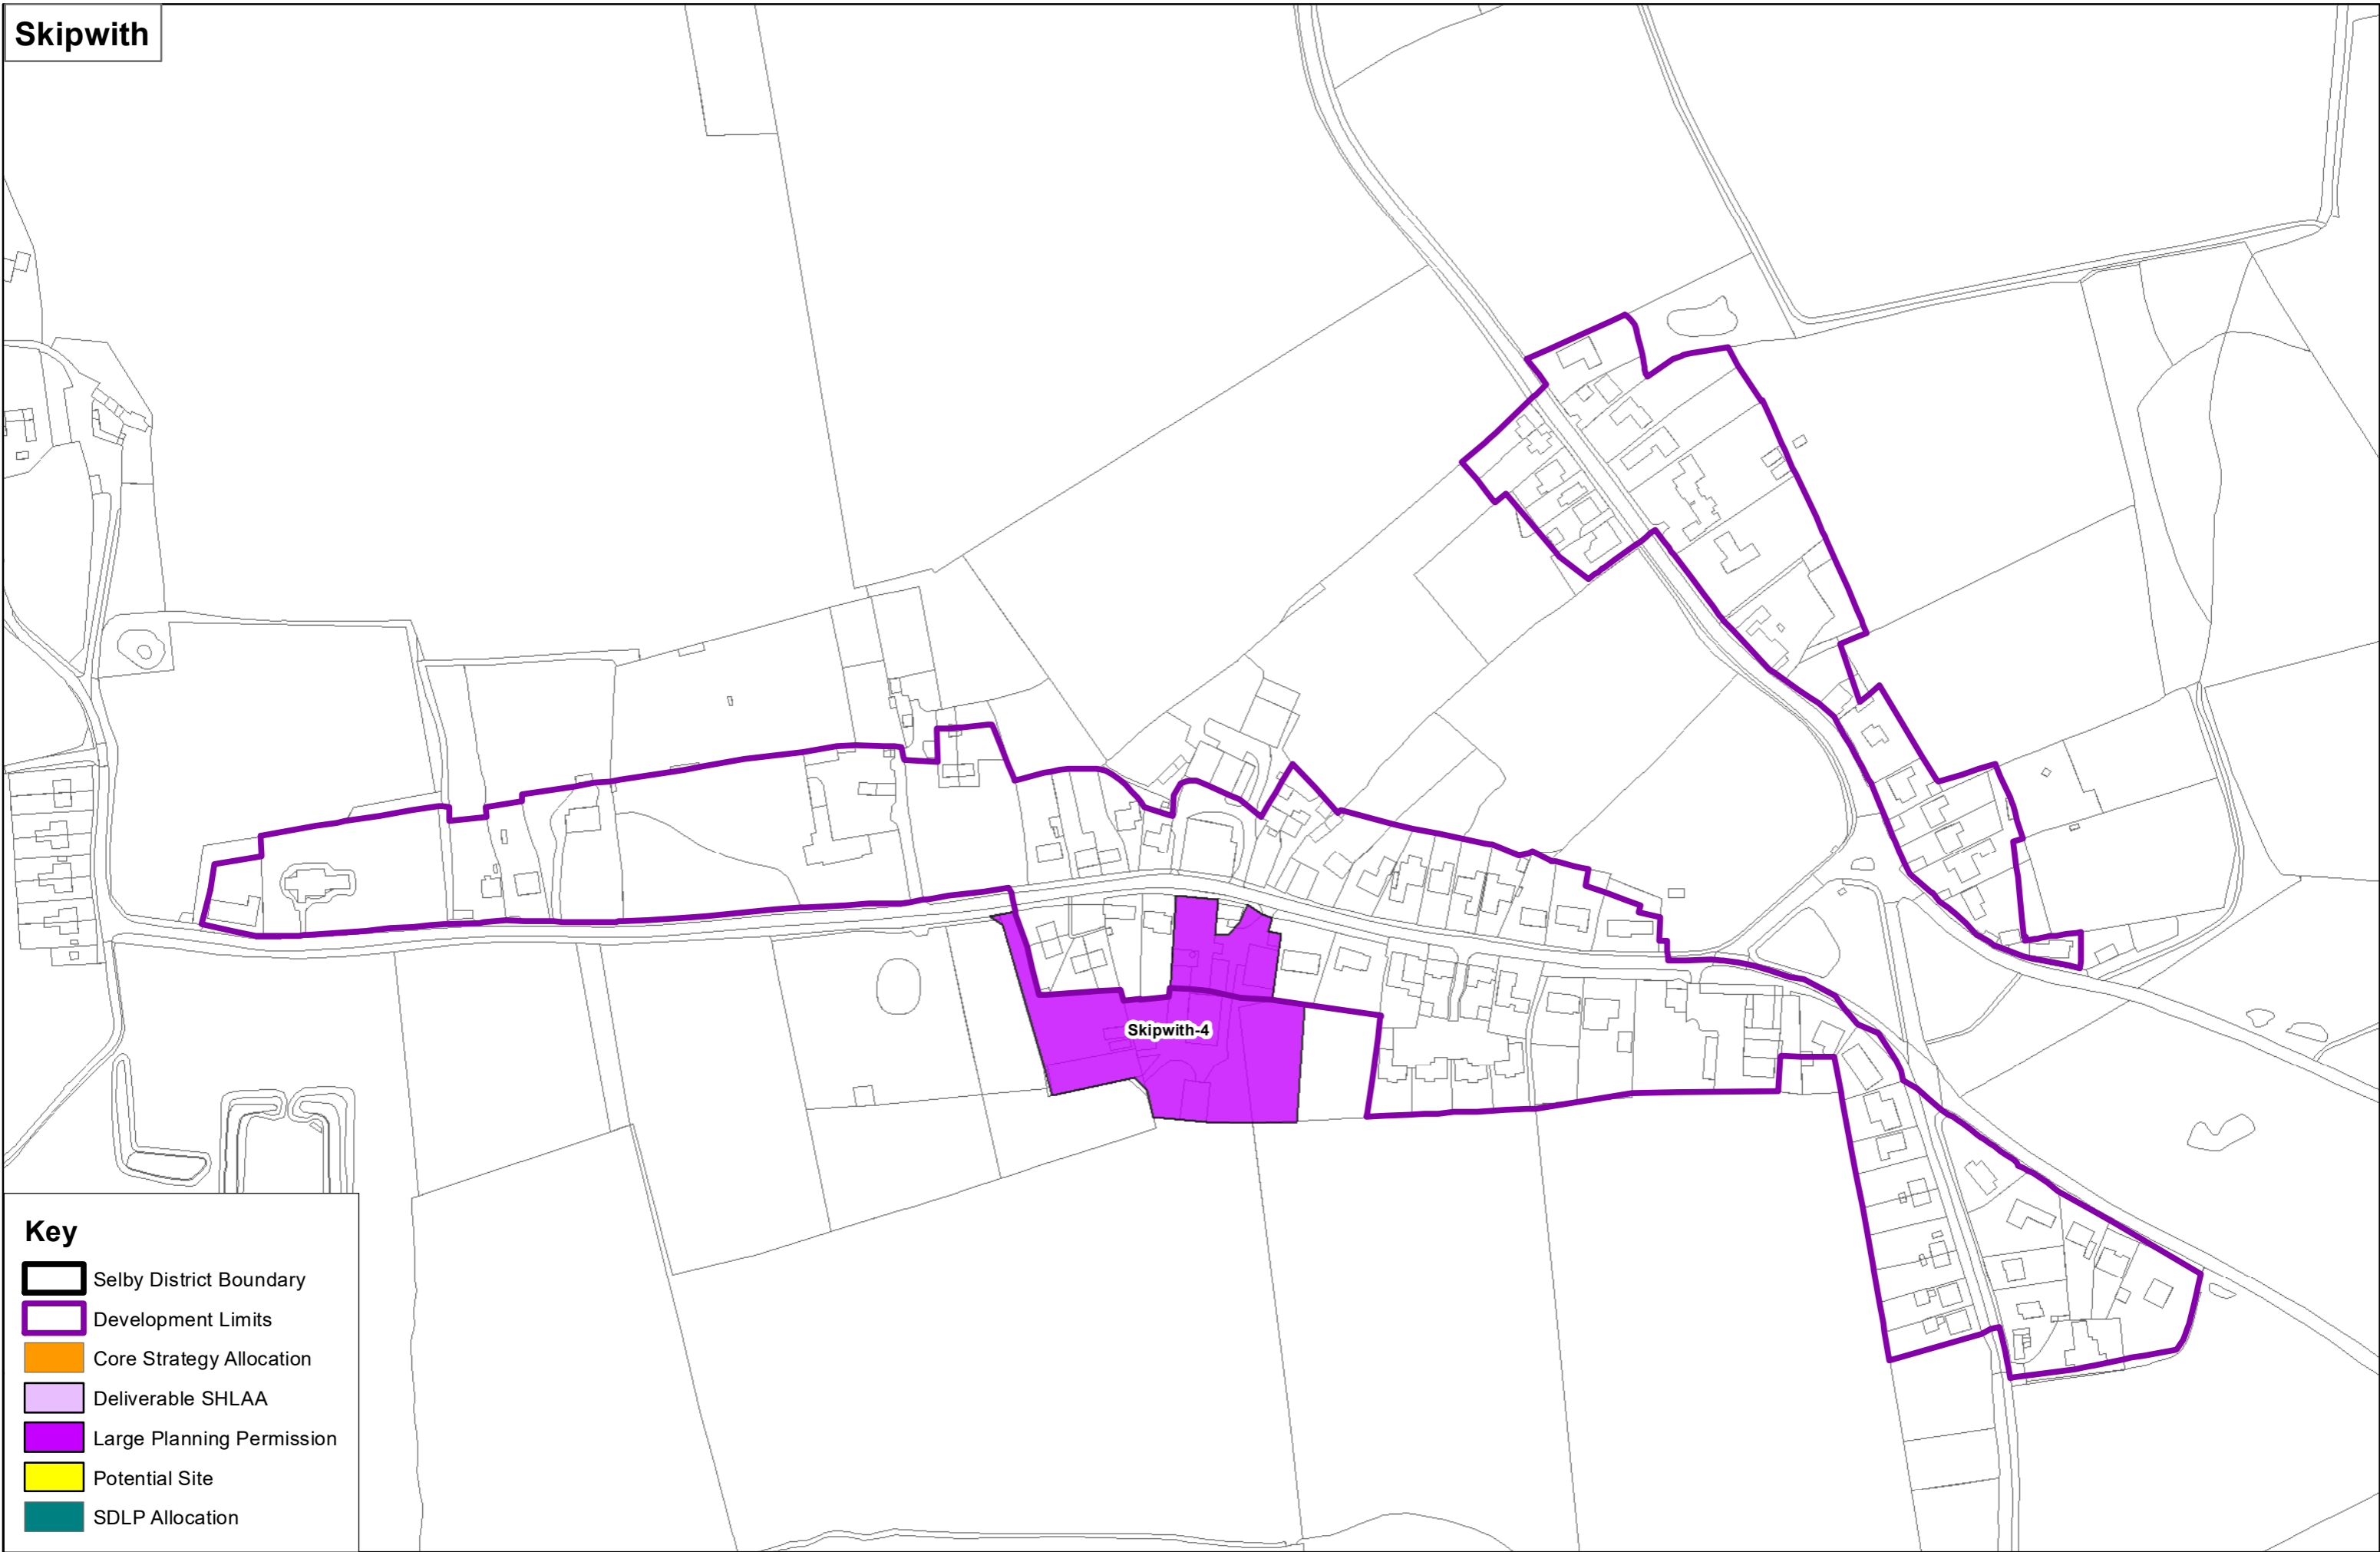 Skipwith
Skipwith-4
Key
Selby District Boundary
Development Limits
Core Strategy Allocation
Deliverable SHLAA
Large Planning Permission
Potential Site
SDLP Allocation